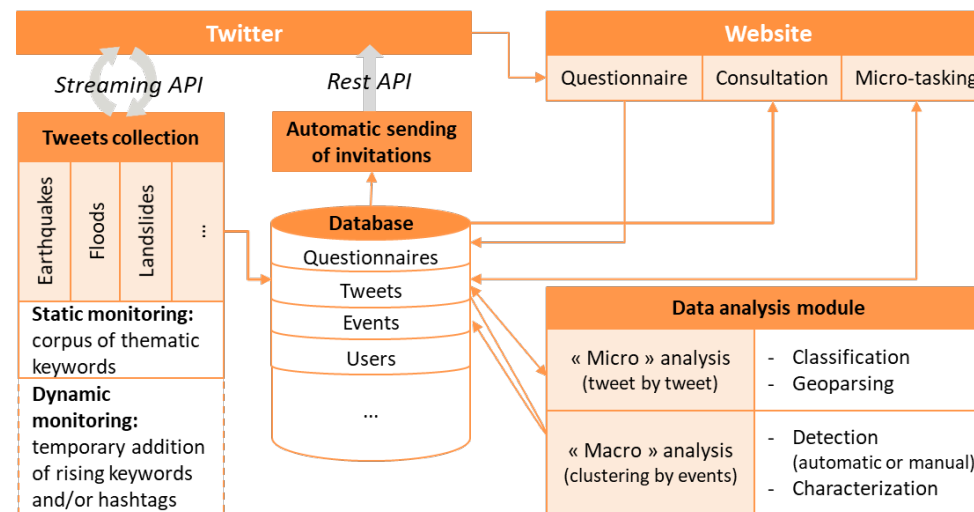 Twitter
Website
Questionnaire
Consultation
Micro-tasking
Streaming API
Rest API
Tweets collection
Earthquakes
Floods
Landslides
...
Static monitoring:
corpus of thematic
keywords
Dynamic
monitoring:
temporary addition
of rising keywords
and/or hashtags
Automatic sending
of invitations
Database
Questionnaires
Tweets
Events
Users
...
Data analysis module
« Micro » analysis
(tweet by tweet)
- Classification
- Geoparsing
« Macro » analysis
(clustering by events)
- Detection
(automatic or manual)
- Characterization